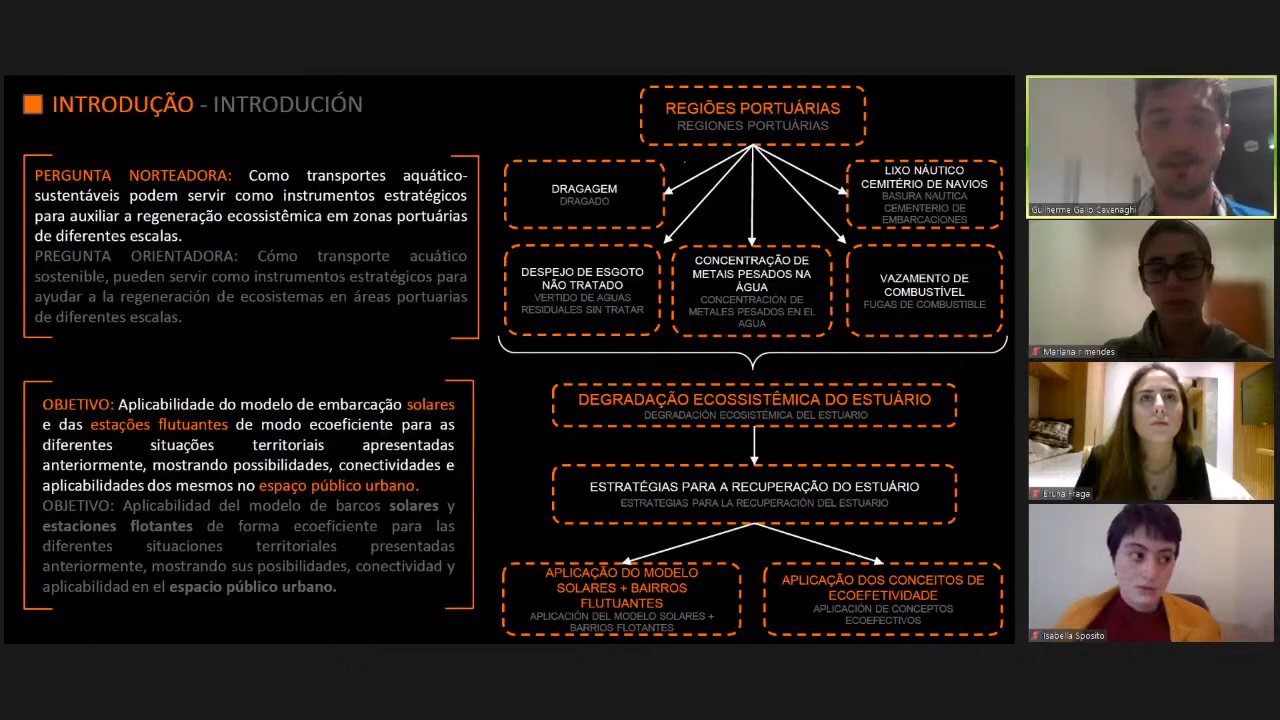 INTRODUÇÃO - INTRODUCIÓN
PERGUNTA NORTEADORA: Como transportes aquático-
sustentáveis podem servir como instrumentos estratégicos
para auxiliar a regeneração ecossistêmica em zonas portuárias
de diferentes escalas.
PREGUNTA ORIENTADORA: Cómo transporte acuático
sostenible, pueden servir como instrumentos estratégicos para
ayudar a la regeneración de ecosistemas en áreas portuarias
de diferentes escalas.
OBJETIVO: Aplicabilidade do modelo de embarcação solares
e das estações flutuantes de modo ecoeficiente para as
diferentes situações territoriais apresentadas
anteriormente, mostrando possibilidades, conectividades e
aplicabilidades dos mesmos no espaço público urbano.
OBJETIVO: Aplicabilidad del modelo de barcos solares y
estaciones flotantes de forma ecoeficiente para las
diferentes situaciones territoriales presentadas
anteriormente, mostrando sus posibilidades, conectividad y
aplicabilidad en el espacio público urbano.
REGIÕES PORTUÁRIAS
REGIONES PORTUÁRIAS
DRAGAGEM
DRAGADO
LIXO NÁUTICO
CEMITÉRIO DE NAVIOS
BASURA NAUTICA
CEMENTERIO DE
EMBARCACIONES
DESPEJO DE ESGOTO
NÃO TRATADO
VERTIDO DE AGUAS
RESIDUALES SIN TRATAR
CONCENTRAÇÃO DE
METAIS PESADOS NA
ÁGUA
CONCENTRACIÓN DE
METALES PESADOS EN EL
AGUA
VAZAMENTO DE
COMBUSTÍVEL
FUGAS DE COMBUSTIBLE
DEGRADAÇÃO ECOSSISTÊMICA DO ESTUÁRIO
DEGRADACIÓN ECOSISTÉMICA DEL ESTUARIO
ESTRATÉGIAS PARA A RECUPERAÇÃO DO ESTUÁRIO
ESTRATEGIAS PARA LA RECUPERACIÓN DEL ESTUARIO
APLICAÇÃO DO MODELO
SOLARES + BAIRROS
FLUTUANTES
APLICACIÓN DEL MODELO SOLARES +
BARRIOS FLOTANTES
APLICAÇÃO DOS CONCEITOS DE
ECOEFETIVIDADE
APLICACIÓN DE CONCEPTOS
ECOEFECTIVOS
Guilherme Gallo Cavenaghi
Mariana r mendes
Bruna Fraga
Isabella Sposito